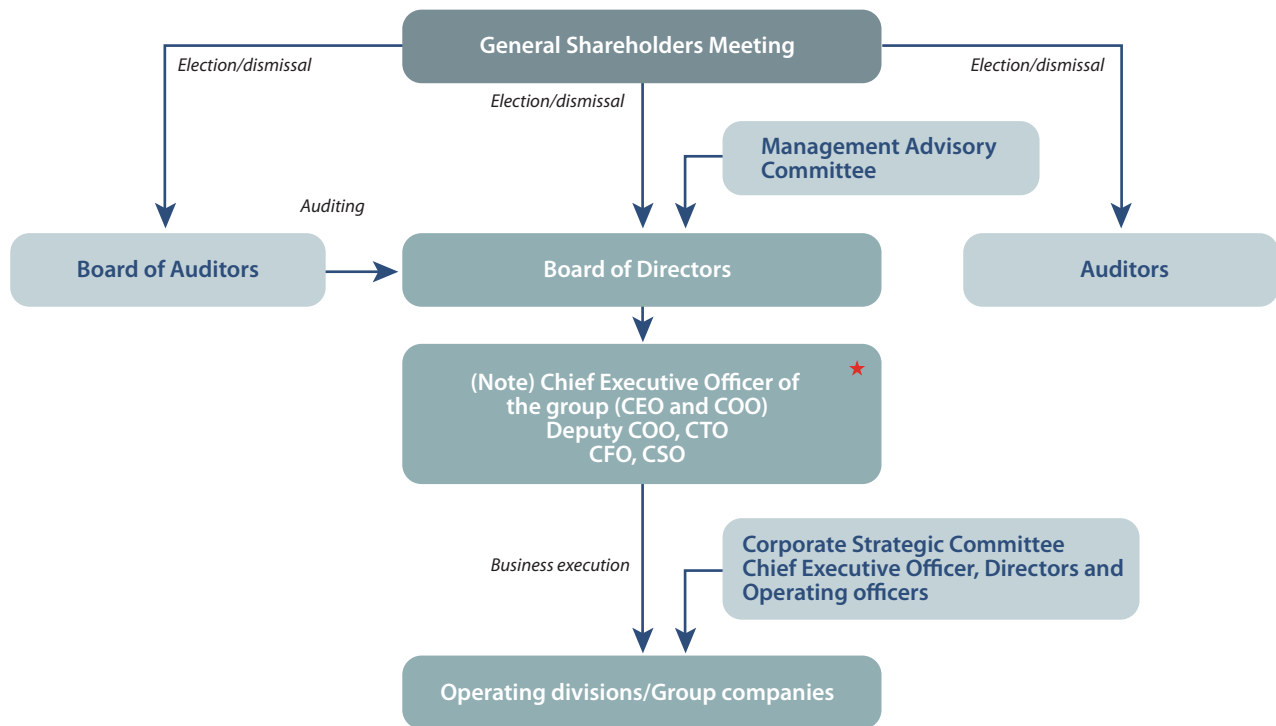 General Shareholders Meeting
Election/dismissal
Election/dismissal
Election/dismissal
Management Advisory
Committee
Auditing
Board of Auditors
Board of Directors
Auditors
(Note) Chief Executive Officer of
the group (CEO and COO)
Deputy COO, CTO
CFO, CSO
Business execution
Corporate Strategic Committee
Chief Executive Officer, Directors and
Operating officers
Operating divisions/Group companies